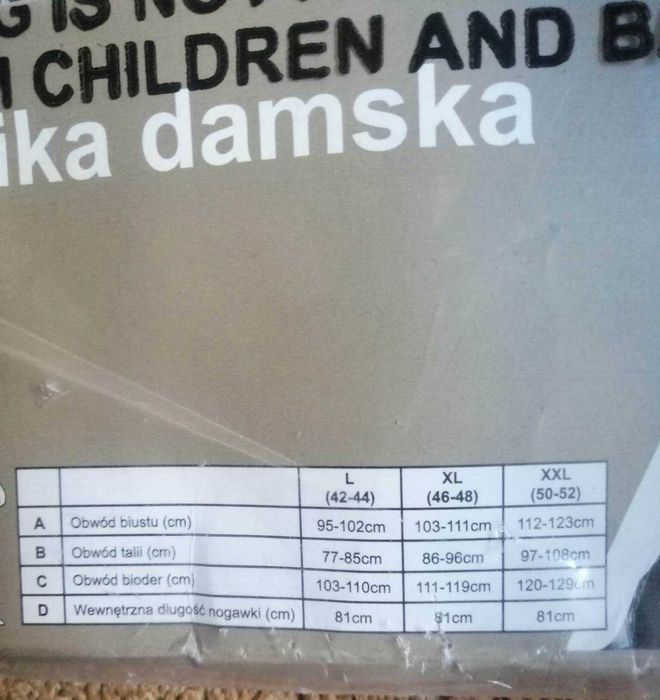 G IS NO
CHILDREN AND B
ika damska
L XL XXL
(42-44) (46-48) (50-52)
A Obwód biustu (cm) 95-102cm 103-111cm 112-123cm
B Obwód talii (cm) 77-85cm 86-96cm 97-108cm
C Obwód bioder (cm) 103-110cm 111-119cm 120-129cm
D Wewnętrzna długość nogawki (cm) 81cm 81cm 81cm